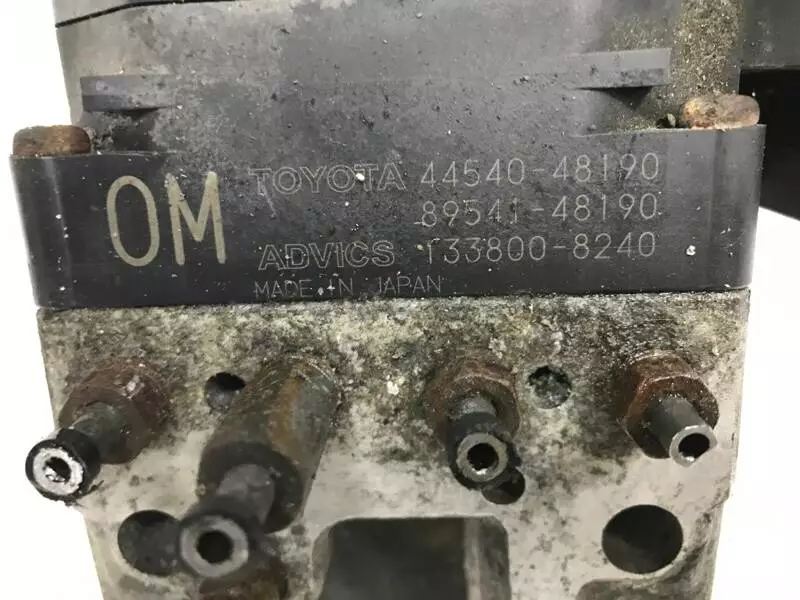 OM
TOYOTA 44540-48190
89541-48190
ADVICS 133800-8240
MADE IN JAPAN